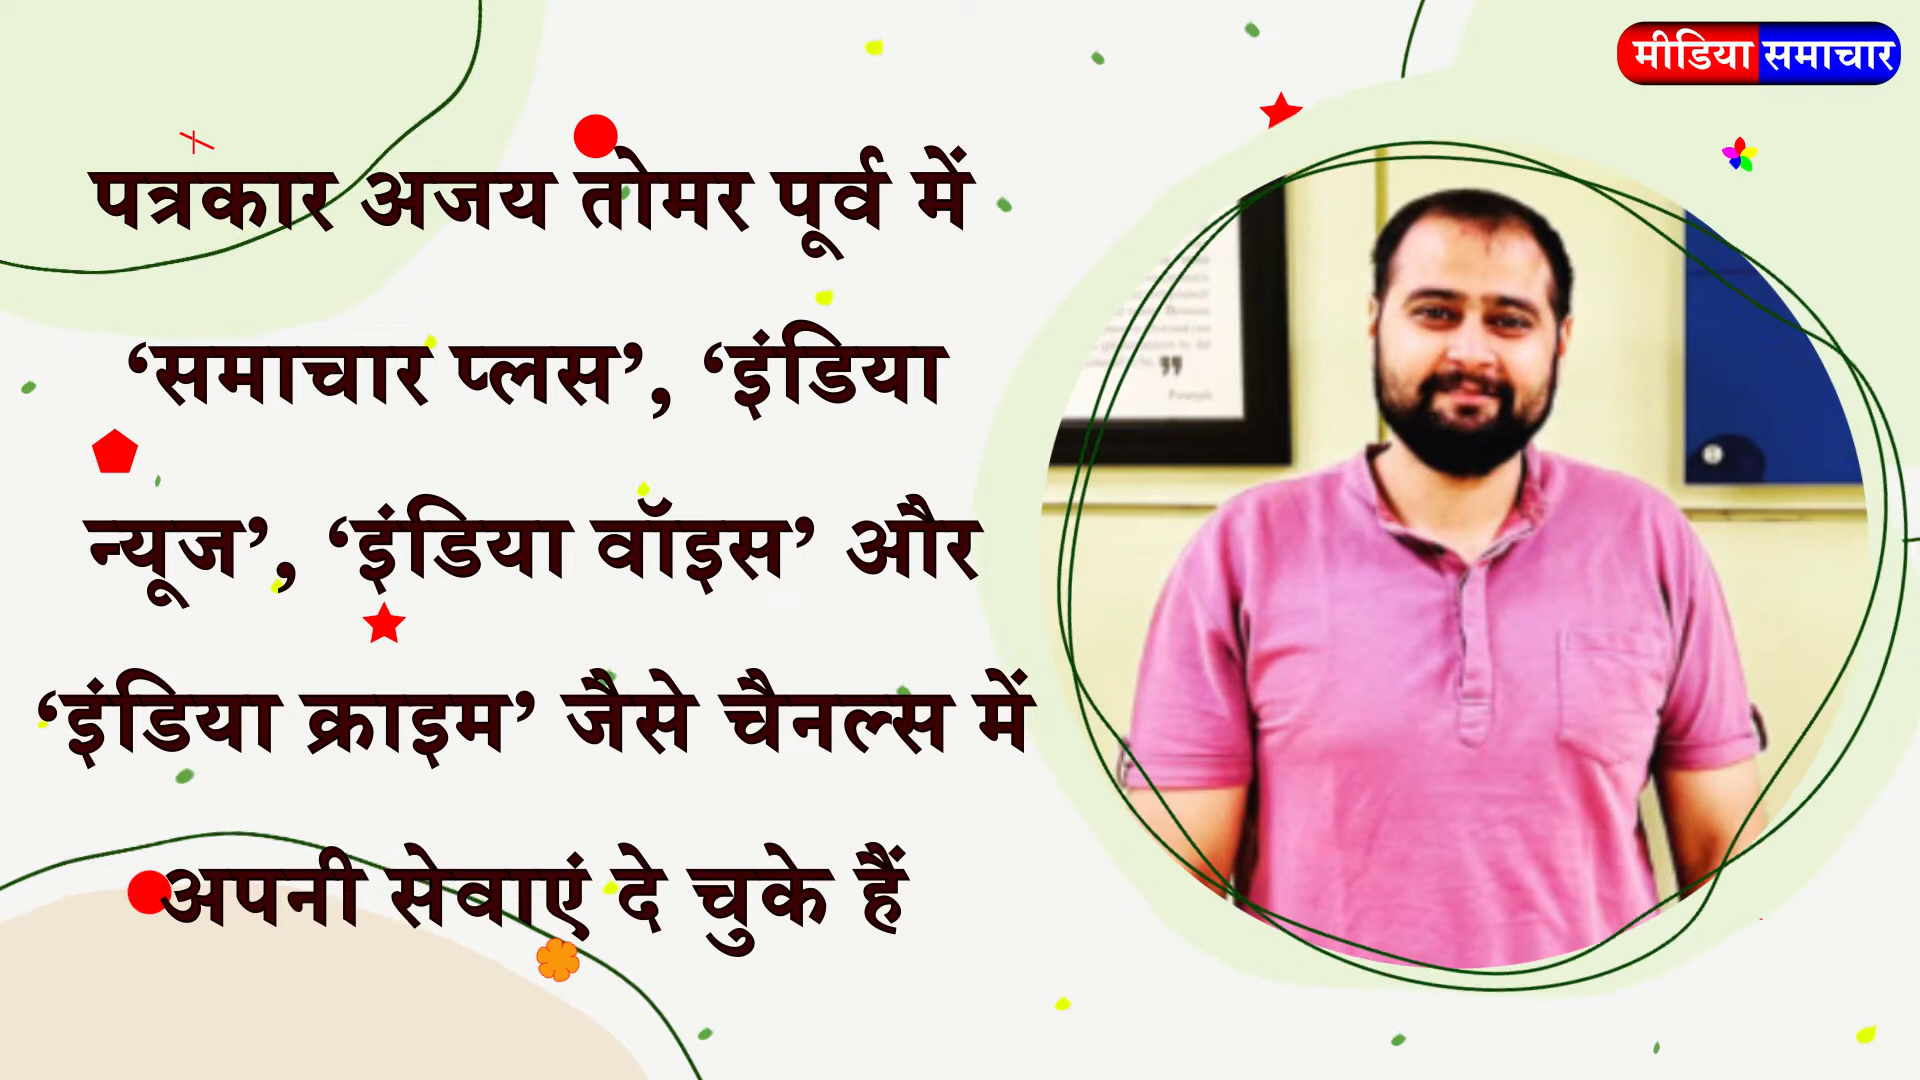 मीडिया समाचार
पत्रकार अजय तोमर पूर्व में
‘समाचार प्लस’, ‘इंडिया
न्यूज’, ‘इंडिया वॉइस’ और
‘इंडिया क्राइम’ जैसे चैनल्स में
अपनी सेवाएं दे चुके हैं